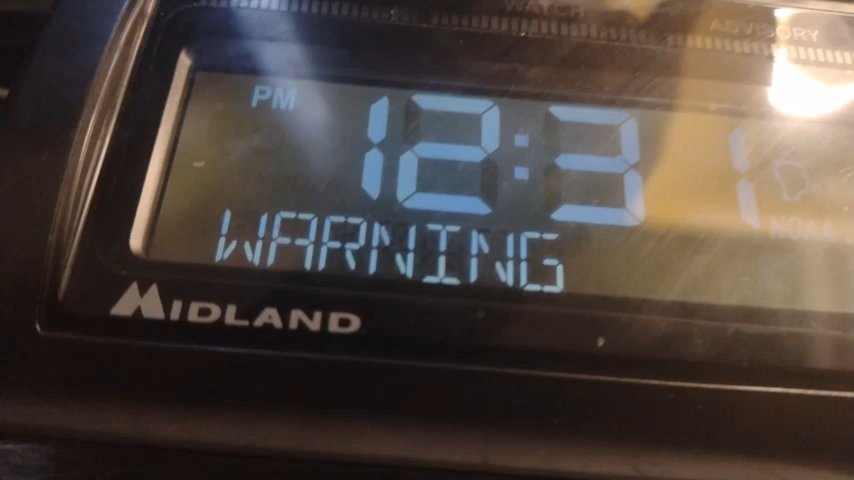 WATCH
ADVISORY
PM
12:31
NOAA
WARNING
MIDLAND